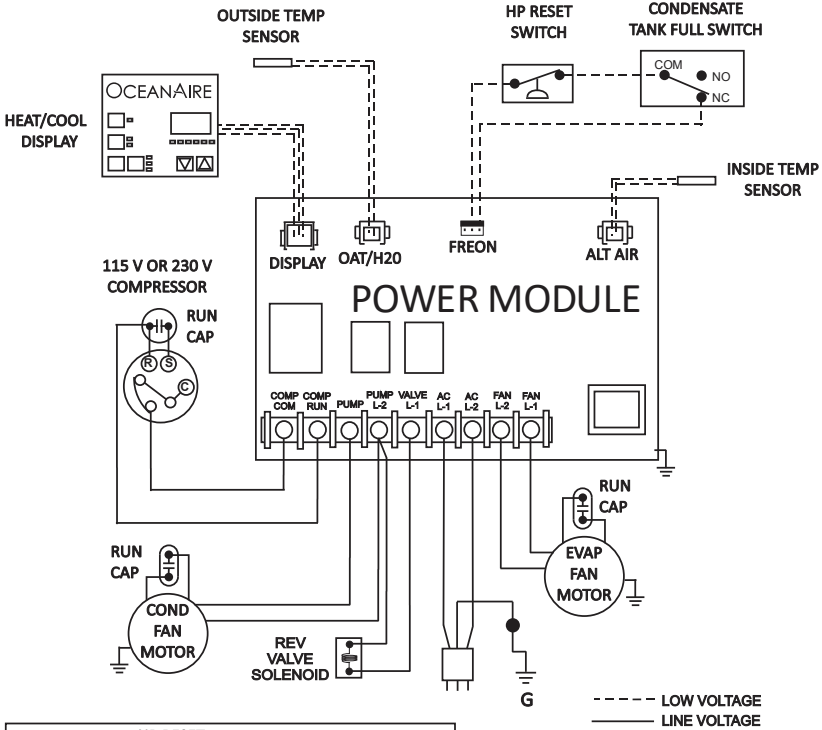 OUTSIDE TEMP
SENSOR
HP RESET
SWITCH
CONDENSATE
TANK FULL SWITCH
COM
NO
NC
OCEANAIRE
HEAT/COOL
DISPLAY
INSIDE TEMP
SENSOR
DISPLAY
OAT/H20
FREON
ALT AIR
115 V OR 230 V
COMPRESSOR
RUN
CAP
R
S
C
POWER MODULE
COMP
COM
COMP
RUN
PUMP
PUMP
L-2
VALVE
L-1
AC
L-1
AC
L-2
FAN
L-2
FAN
L-1
RUN
CAP
EVAP
FAN
MOTOR
RUN
CAP
COND
FAN
MOTOR
REV
VALVE
SOLENOID
G
LOW VOLTAGE
LINE VOLTAGE